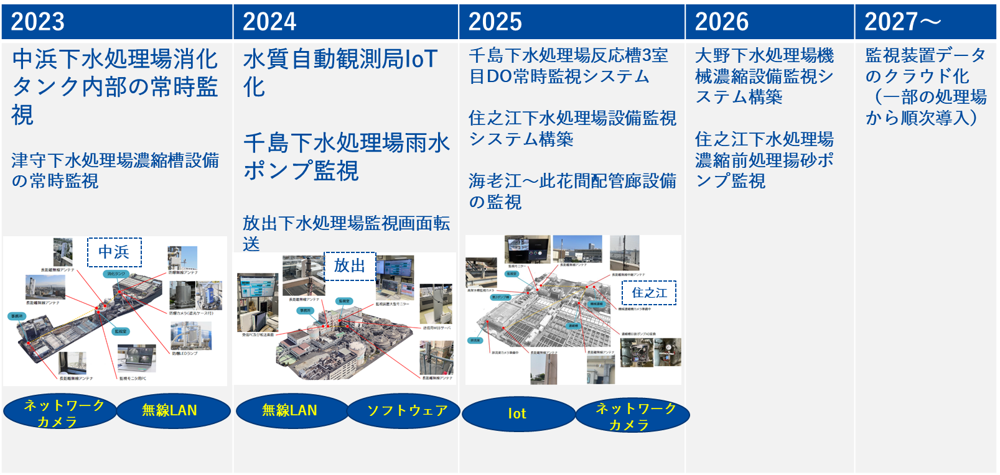 2023
中浜下水処理場消化
タンク内部の常時監
視
津守下水処理場濃縮槽設備
の常時監視
中浜
長距離無線アンテナ
消化タンク
防爆無線アンテナ
長距離無線アンテナ
防爆カメラ(遮光ケース付)
事務所
監視室
防爆LEDランプ
長距離無線アンテナ
監視モニタ用PC
ネットワーク
カメラ
無線LAN
2024
水質自動観測局IoT
化
千島下水処理場雨水
ポンプ監視
放出下水処理場監視画面転
送
放出
長距離無線アンテナ
監視室
監視装置大型モニター
事務所
送信用WEBサーバ
受信PC及び転送画面
長距離無線アンテナ
無線LAN
ソフトウェア
2025
千島下水処理場反応槽3室
目DO常時監視システム
住之江下水処理場設備監視
システム構築
海老江～此花間配管廊設備
の監視
住之江
監視モニター
長距離無線アンテナ
監視室
長距離無線中継アンテナ
高架水槽監視カメラ
第2ポンプ棟
機械濃縮
機械濃縮機カメラ準備中
濃縮槽
濃縮槽引抜ポンプAD変換
長距離無線アンテナ
長距離無線アンテナ
Iot
ネットワーク
カメラ
2026
大野下水処理場機
械濃縮設備監視シ
ステム構築
住之江下水処理場
濃縮前処理揚砂ポ
ンプ監視
2027～
監視装置データ
のクラウド化
（一部の処理場
から順次導入）